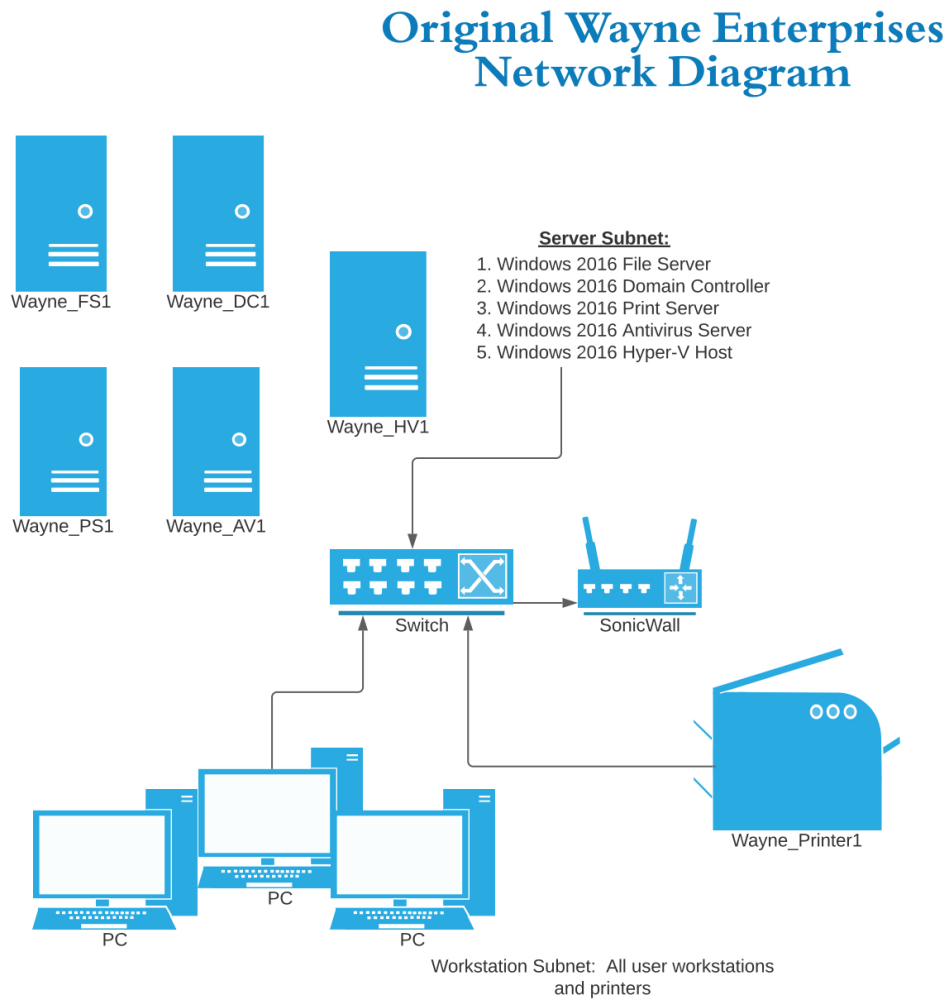 Original Wayne Enterprises
Network Diagram
Wayne_FS1
Wayne_DC1
Server Subnet:
1. Windows 2016 File Server
2. Windows 2016 Domain Controller
3. Windows 2016 Print Server
4. Windows 2016 Antivirus Server
5. Windows 2016 Hyper-V Host
Wayne_HV1
Wayne_PS1
Wayne_AV1
Switch
SonicWall
Wayne_Printer1
PC
PC
PC
Workstation Subnet:  All user workstations
and printers